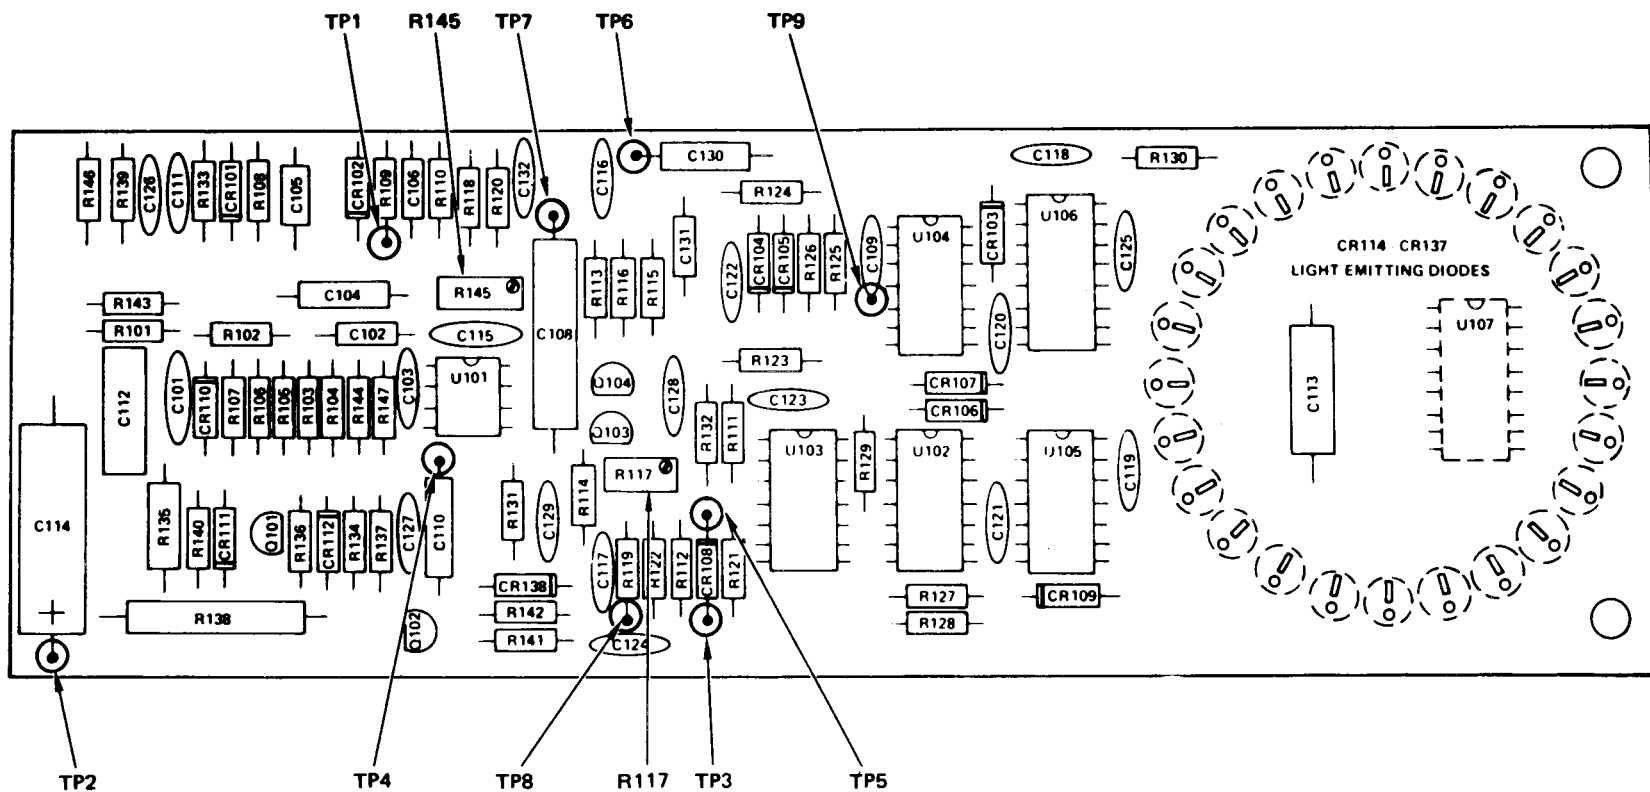 TP1 R145 TP7 TP6 TP9
R146 R139 C126 C111 R133 CR101 R108 C105 CR102 R109 C106 R110 R118 R120 C132 C116 C130 C118 R130
R124
C131 C122 CR104 CR105 R126 R125 C109 U104 CR103 U106 C125
CR114 CR137
LIGHT EMITTING DIODES
R143 C104 R145 C108 R113 R116 R115
R101 R102 C102 C115 C120 U107
C112 C101 CR110 R107 R106 R105 R103 R104 R144 R147 C103 U101 Q104 C128 R123 CR107 C113
C123 CR106
Q103 R132 R111 U103 R129 U102 U105 C119
R117
C114 R135 R140 CR111 Q101 R136 CR112 R134 R137 C127 C110 R131 C129 R114 C121
C117 R119 R122 R112 CR108 R121
CR138 R127 CR109
R138 Q102 R142 R128
R141 C124
TP2 TP4 TP8 R117 TP3 TP5